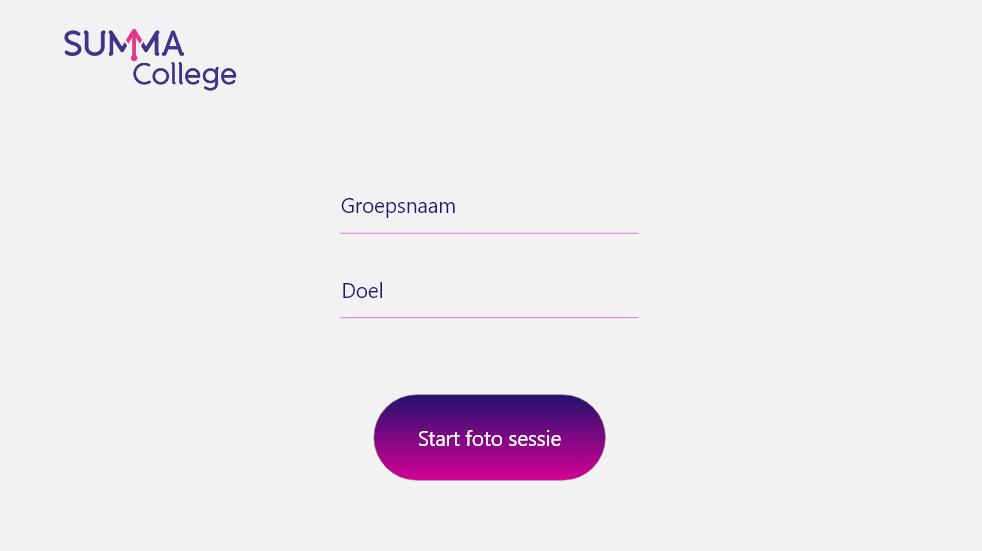 SUMMA
College
Groepsnaam
Doel
Start foto sessie